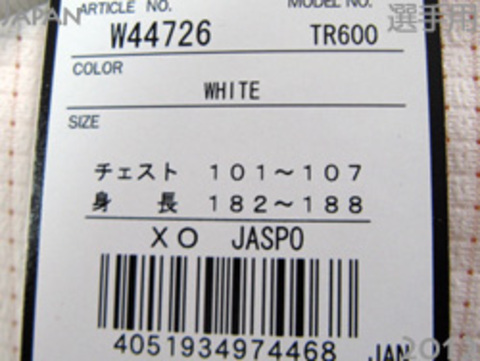 JAPAN 選手用
ARTICLE NO. MODEL NO.
W44726 TR600
COLOR
WHITE
SIZE
チェスト 101～107
身長 182～188
XO JASPO
4051934974468 JAN